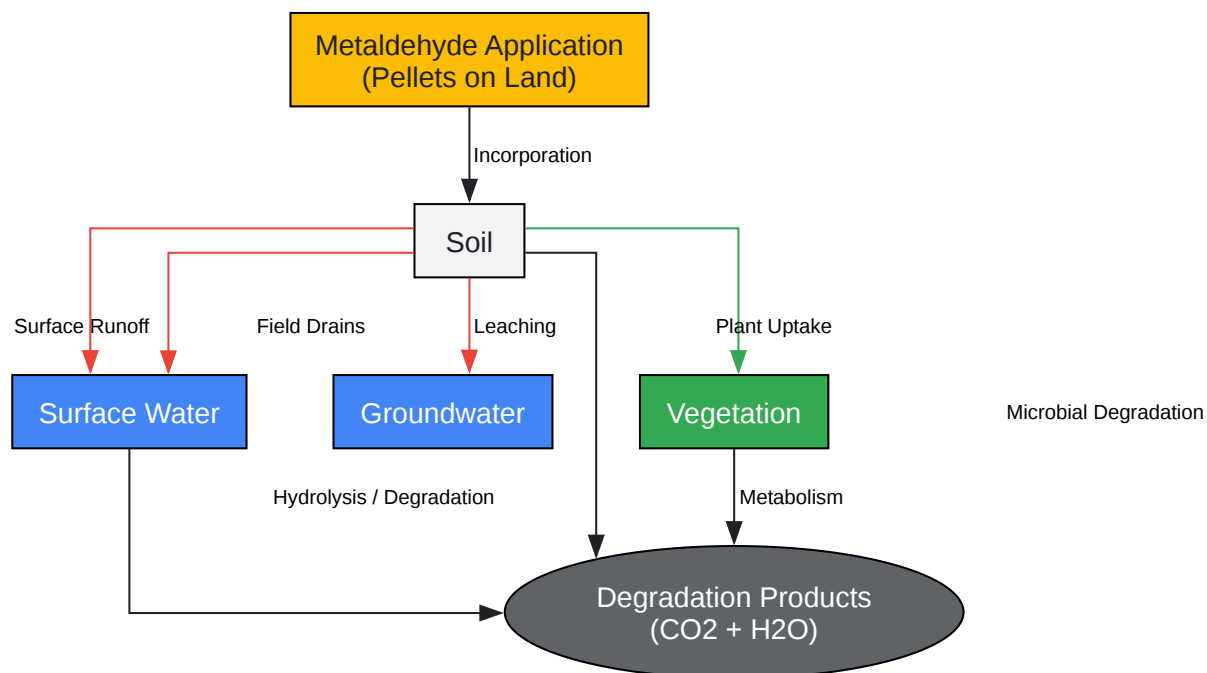 Metaldehyde Application
(Pellets on Land)
Incorporation
Soil
Surface Runoff
Field Drains
Leaching
Plant Uptake
Surface Water
Groundwater
Vegetation
Microbial Degradation
Hydrolysis / Degradation
Metabolism
Degradation Products
(CO2 + H2O)